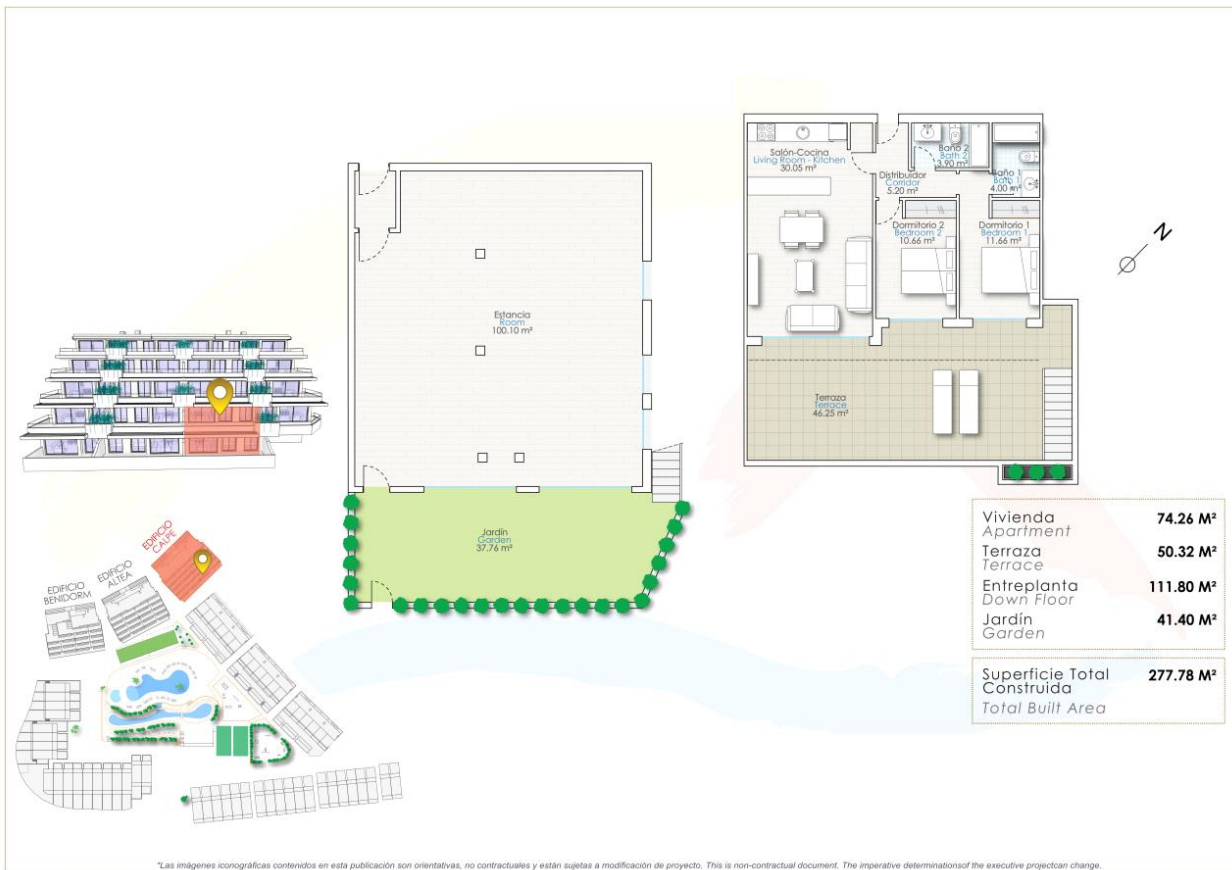 Salón-Cocina
Living Room - Kitchen
30.05 m²
Baño 2
Bath 2
3.90 m²
Distribuidor
Corridor
5.20 m²
Baño 1
Bath 1
4.00 m²
Dormitorio 2
Bedroom 2
10.66 m²
Dormitorio 1
Bedroom 1
11.66 m²
N
Estancia
Room
100.10 m²
Terraza
Terrace
46.25 m²
Jardín
Garden
37.76 m²
EDIFICIO
CALPE
EDIFICIO
ALTEA
EDIFICIO
BENIDORM
Vivienda 74.26 M²
Apartment
Terraza 50.32 M²
Terrace
Entreplanta 111.80 M²
Down Floor
Jardín 41.40 M²
Garden
Superficie Total 277.78 M²
Construida
Total Built Area
"Las imágenes iconográficas contenidos en esta publicación son orientativas, no contractuales y están sujetas a modificación de proyecto. This is non-contractual document. The imperative determinationsof the executive projectcan change.